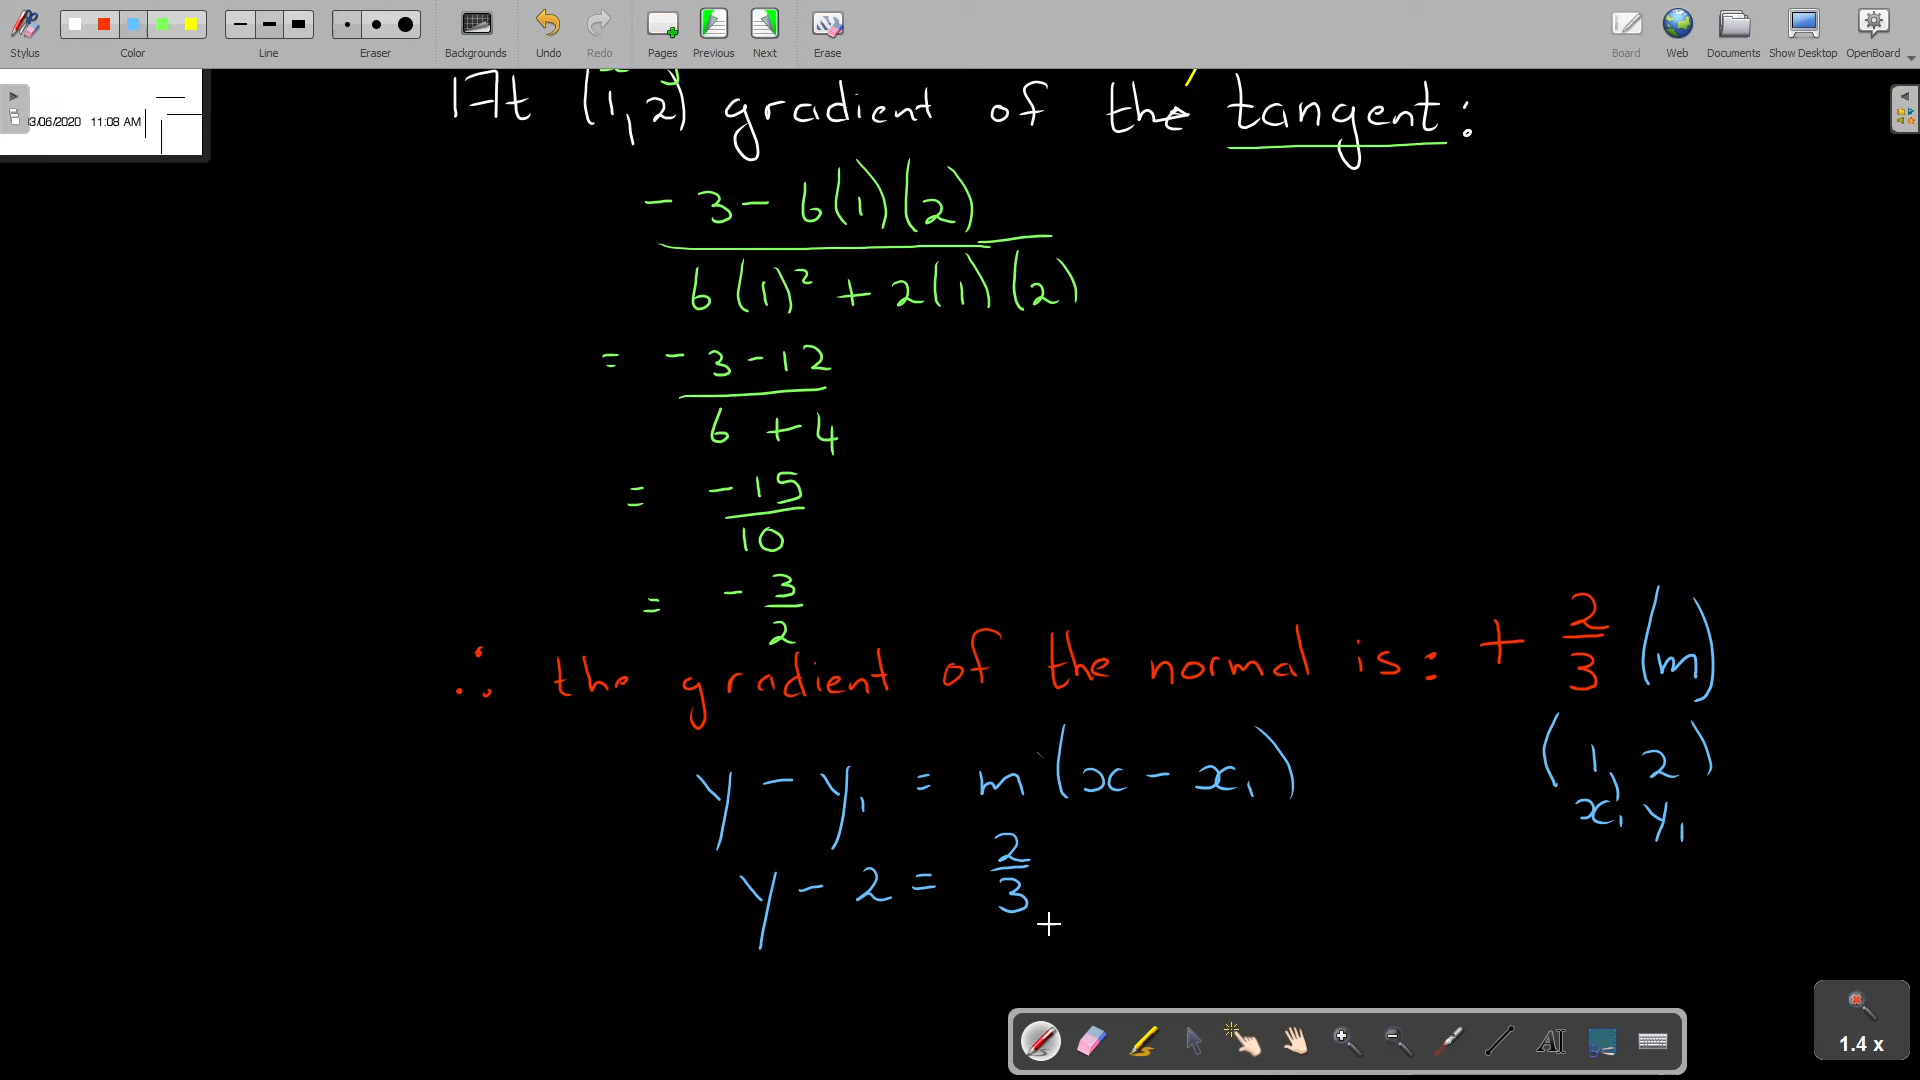 Stylus Color Line Eraser Backgrounds Undo Redo Pages Previous Next Erase Board Web Documents Show Desktop OpenBoard
3/06/2020 11:08 AM
At (1,2) gradient of the tangent:
-3-6(1)(2)
6(1)²+2(1)(2)
= -3-12
6+4
= -15
10
= -3
2
∴ the gradient of the normal is: + 2/3 (m)
y - y₁ = m(x - x₁) (1, 2)
x₁ y₁
y - 2 = 2/3
1.4 x